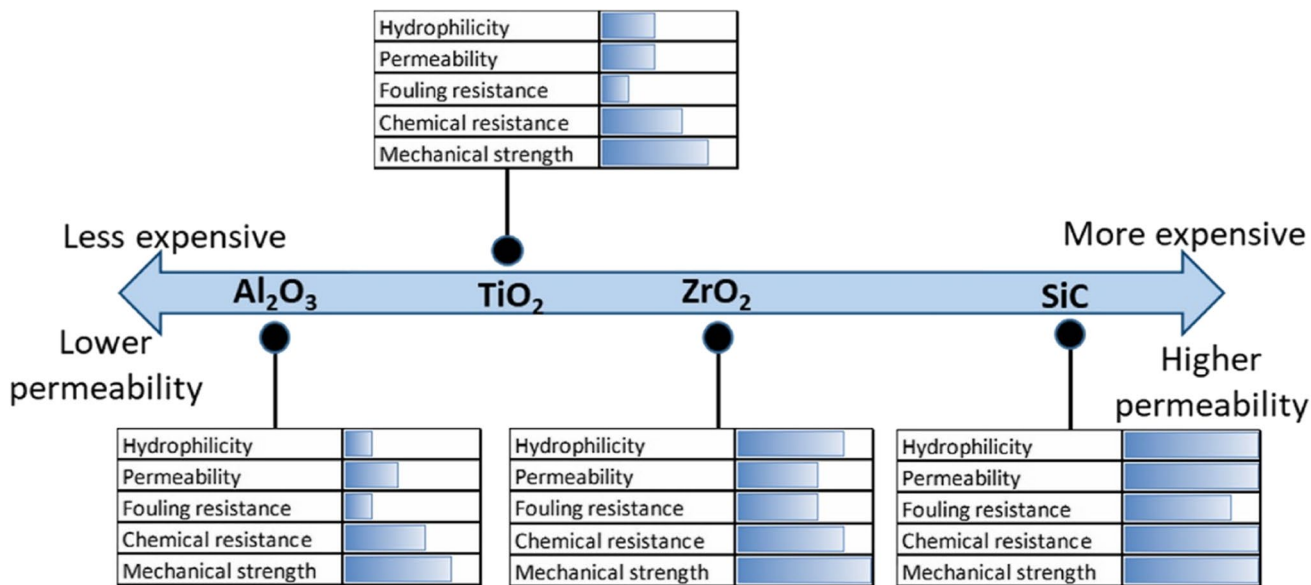 Hydrophilicity
Permeability
Fouling resistance
Chemical resistance
Mechanical strength
Less expensive
More expensive
Al₂O₃
TiO₂
ZrO₂
SiC
Lower
permeability
Higher
permeability
Hydrophilicity
Permeability
Fouling resistance
Chemical resistance
Mechanical strength
Hydrophilicity
Permeability
Fouling resistance
Chemical resistance
Mechanical strength
Hydrophilicity
Permeability
Fouling resistance
Chemical resistance
Mechanical strength